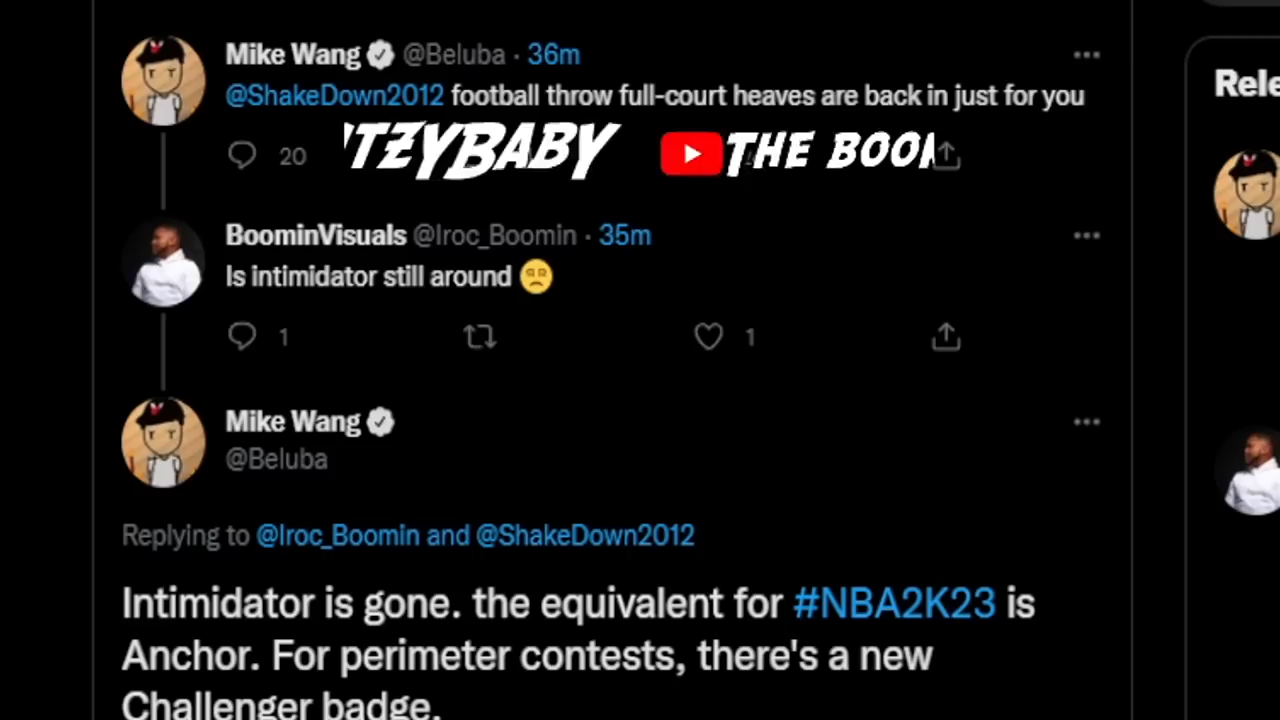 Mike Wang @Beluba · 36m
@ShakeDown2012 football throw full-court heaves are back in just for you
20
TZYBABY THE BOOM
BoominVisuals @Iroc_Boomin · 35m
Is intimidator still around 😔
1 1
Mike Wang
@Beluba
Replying to @Iroc_Boomin and @ShakeDown2012
Intimidator is gone. the equivalent for #NBA2K23 is
Anchor. For perimeter contests, there's a new
Challenger badge.
Rele